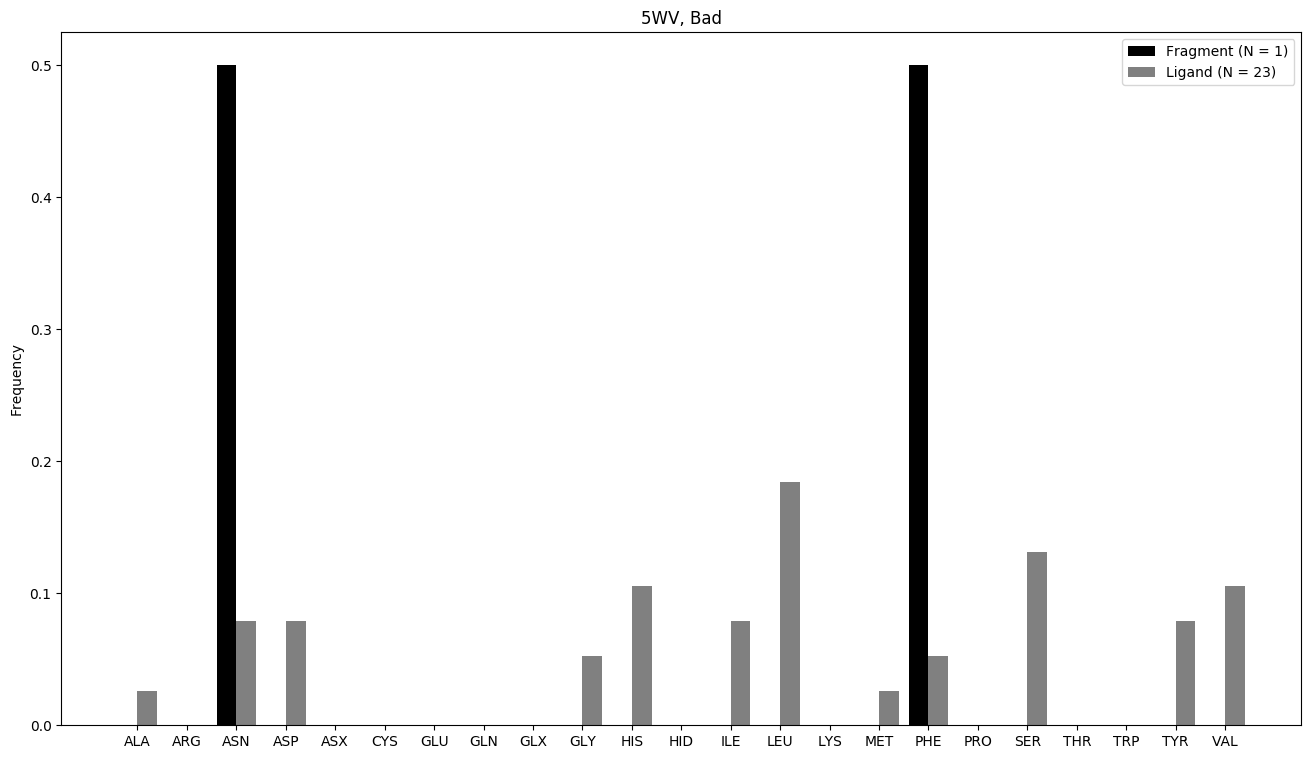 5WV, Bad
Fragment (N = 1)
Ligand (N = 23)
Frequency
0.5
0.4
0.3
0.2
0.1
0.0
ALA ARG ASN ASP ASX CYS GLU GLN GLX GLY HIS HID ILE LEU LYS MET PHE PRO SER THR TRP TYR VAL